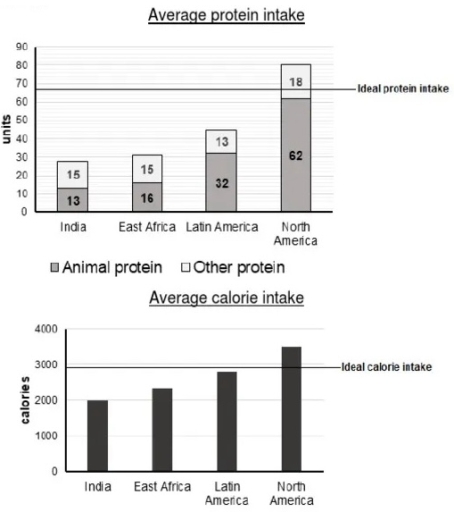 Average protein intake
90
80
70
60
50
40
30
20
10
0
units
18
62
13
32
15
16
15
13
Ideal protein intake
India East Africa Latin America North America
Animal protein Other protein
Average calorie intake
4000
3000
2000
1000
0
calories
Ideal calorie intake
India East Africa Latin America North America